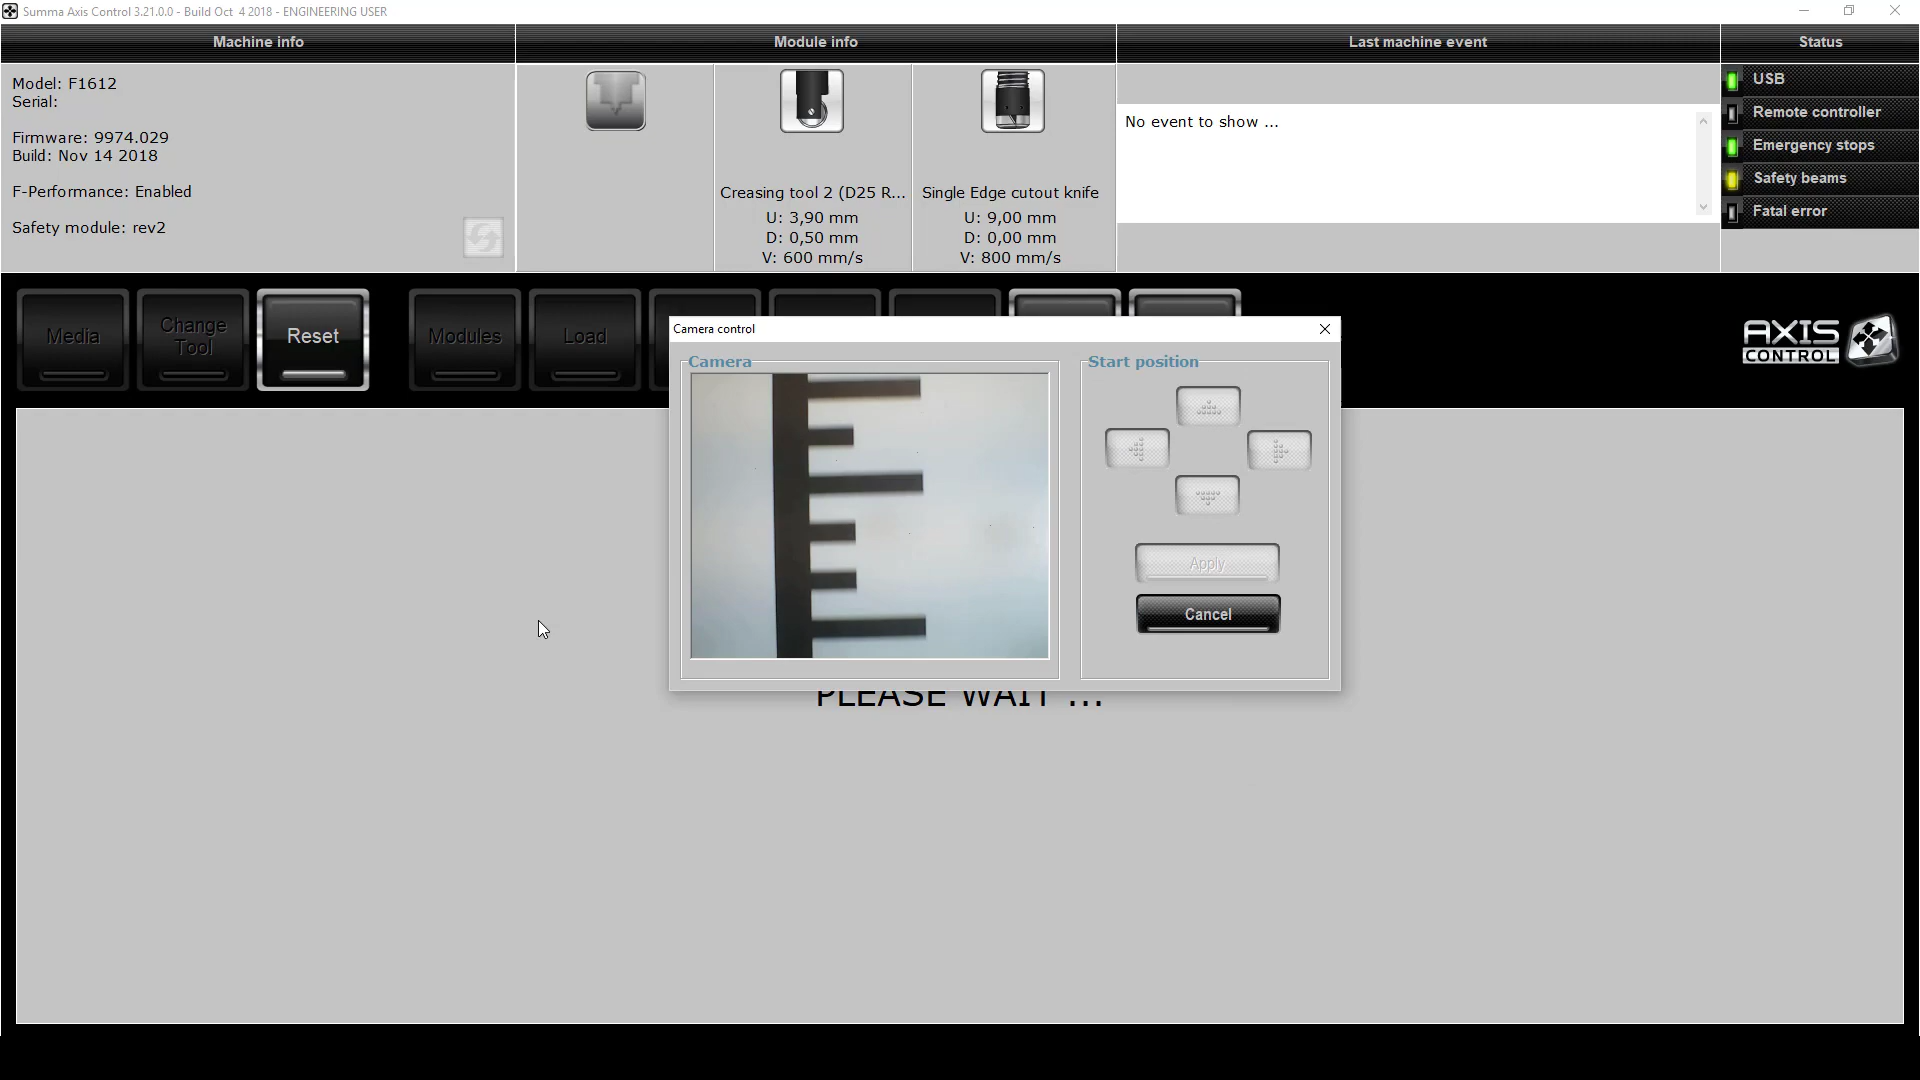 Summa Axis Control 3.21.0.0 - Build Oct 4 2018 - ENGINEERING USER
Machine info
Module info
Last machine event
Status
Model: F1612
Serial:
Firmware: 9974.029
Build: Nov 14 2018
F-Performance: Enabled
Safety module: rev2
Creasing tool 2 (D25 R...
U: 3,90 mm
D: 0,50 mm
V: 600 mm/s
Single Edge cutout knife
U: 9,00 mm
D: 0,00 mm
V: 800 mm/s
No event to show ...
USB
Remote controller
Emergency stops
Safety beams
Fatal error
Media
Change
Tool
Reset
Modules
Load
AXIS
CONTROL
Camera control
Camera
Start position
Apply
Cancel
PLEASE WAIT ...